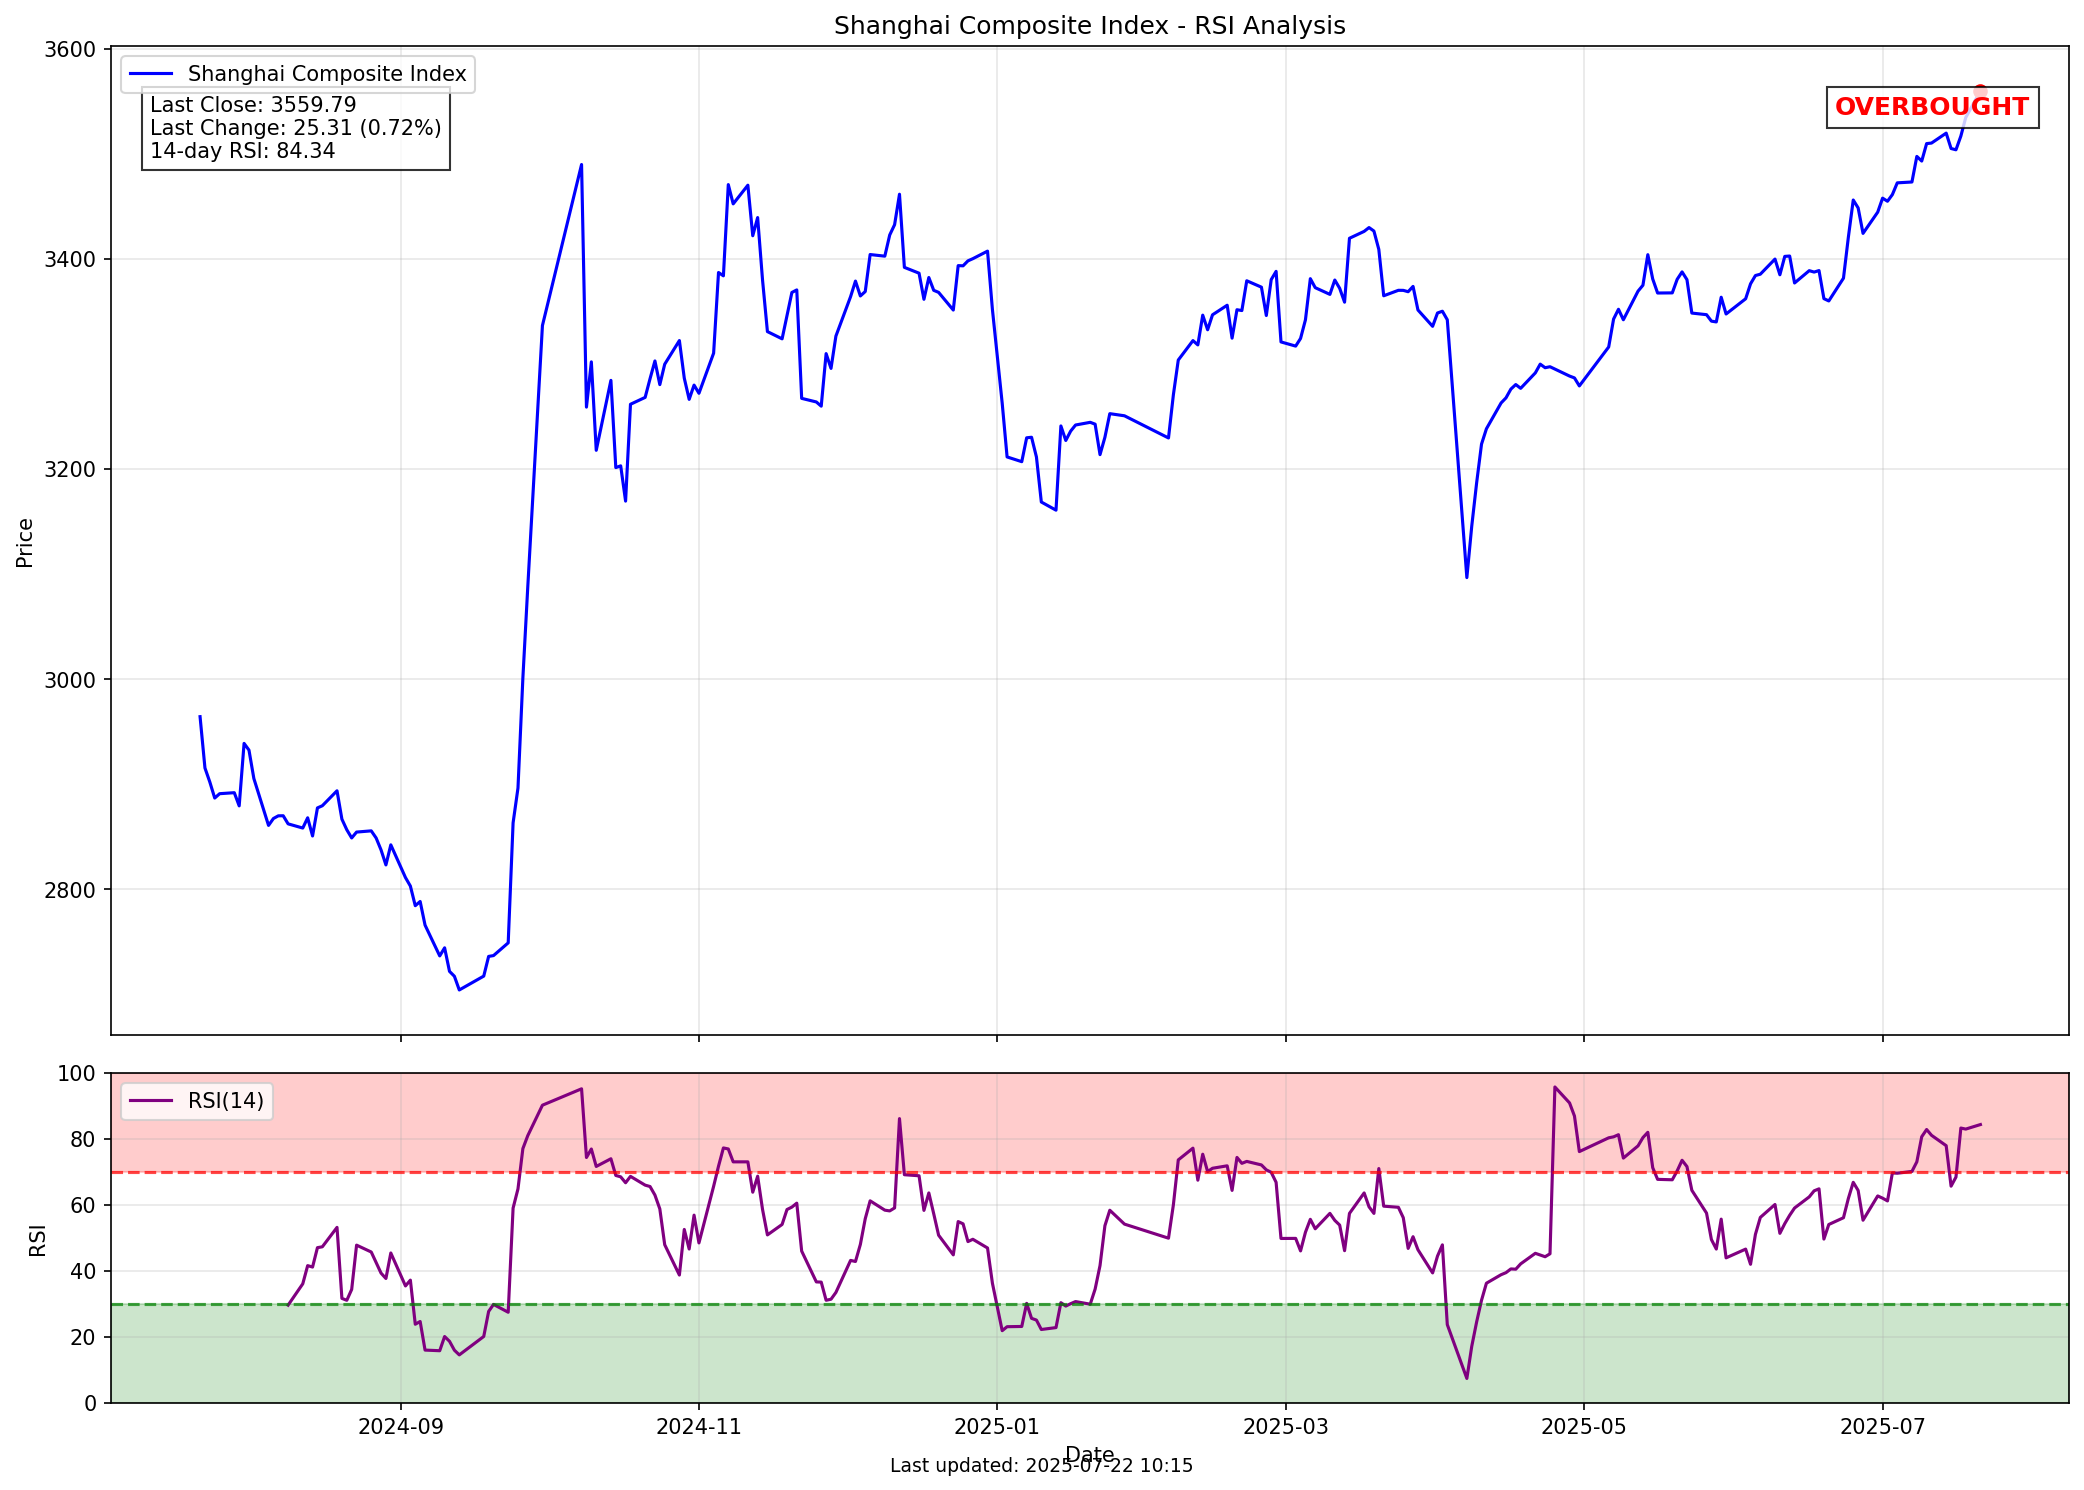 Shanghai Composite Index - RSI Analysis
3600
3400
3200
3000
2800
Price
Shanghai Composite Index
Last Close: 3559.79
Last Change: 25.31 (0.72%)
14-day RSI: 84.34
OVERBOUGHT
100
80
60
40
20
0
RSI
RSI(14)
2024-09
2024-11
2025-01
2025-03
2025-05
2025-07
Date
Last updated: 2025-07-22 10:15